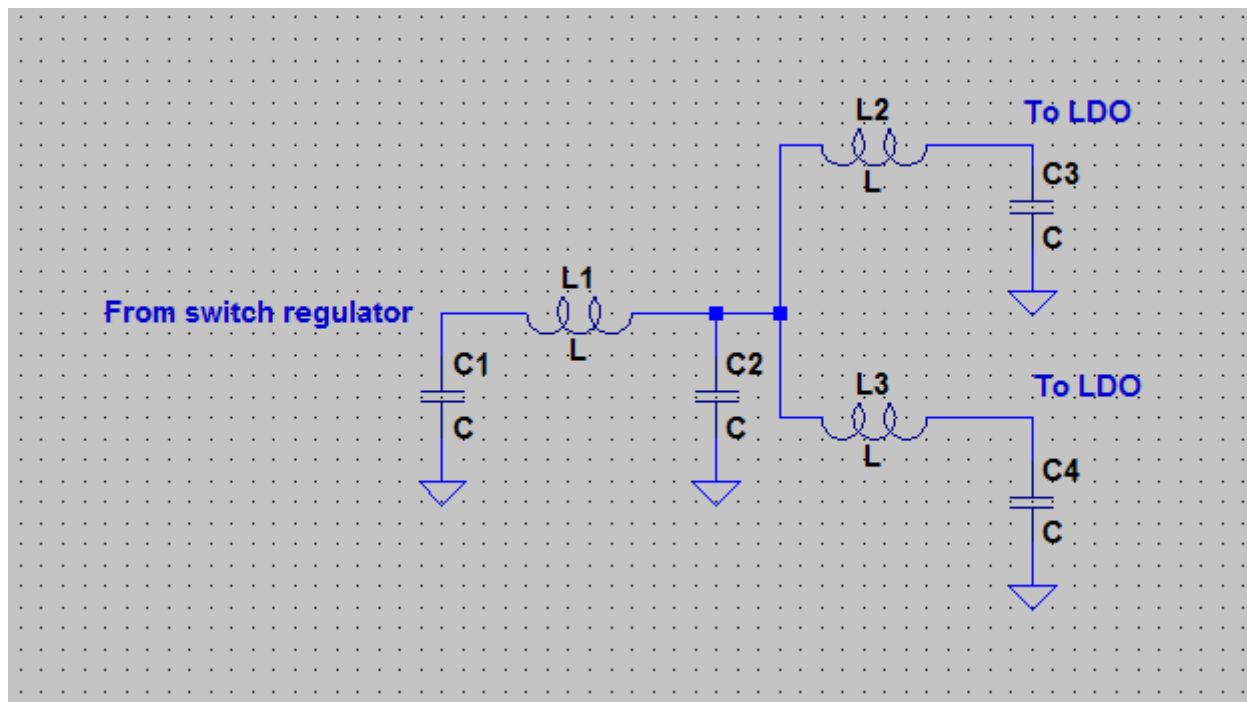 L2
To LDO
L
C3
C
L1
From switch regulator
L
C1
C
C2
C
L3
To LDO
L
C4
C